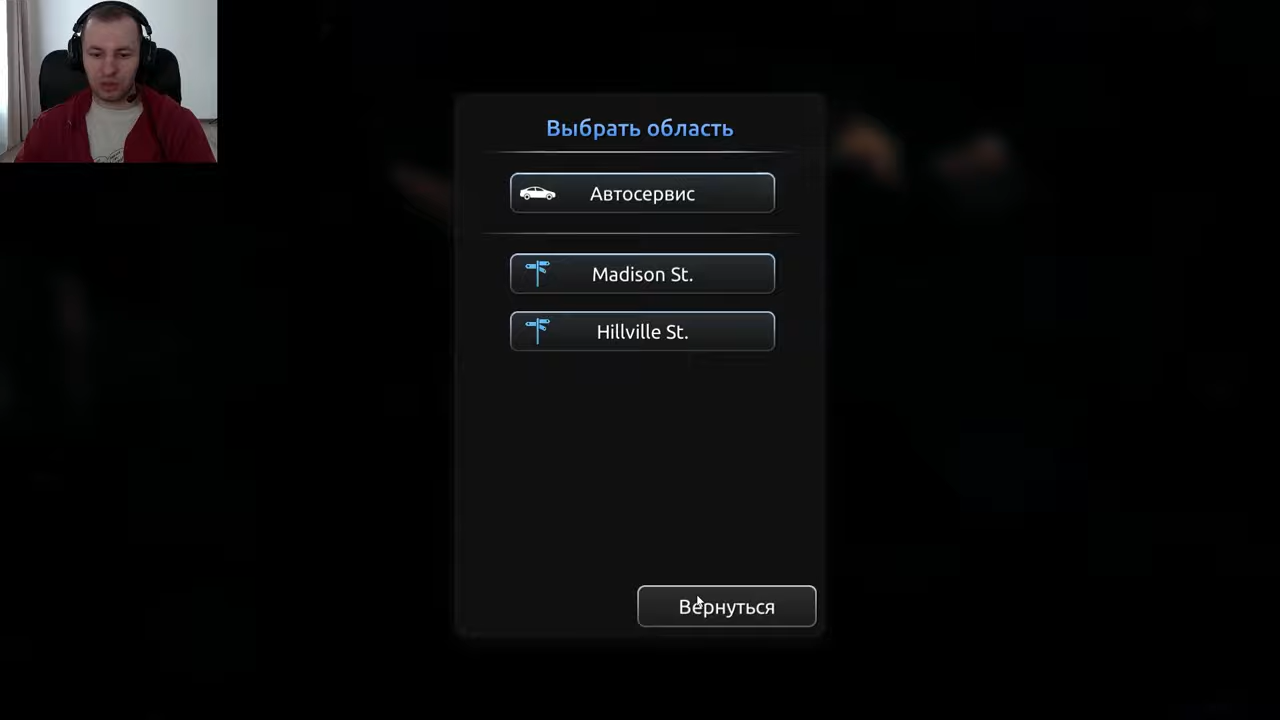 Выбрать область
Автосервис
Madison St.
Hillville St.
Вернуться